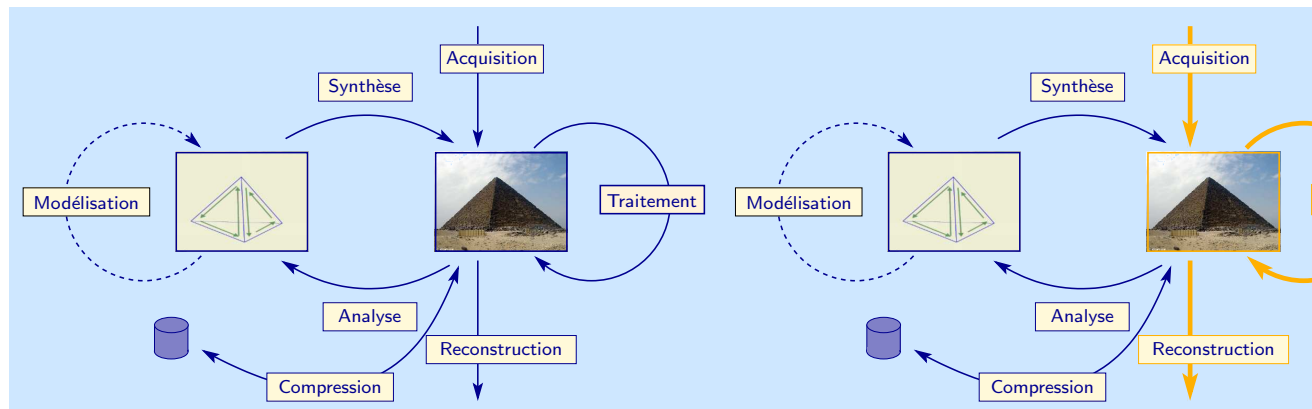 Acquisition
Synthèse
Modélisation
Traitement
Analyse
Reconstruction
Compression
Acquisition
Synthèse
Modélisation
Analyse
Reconstruction
Compression